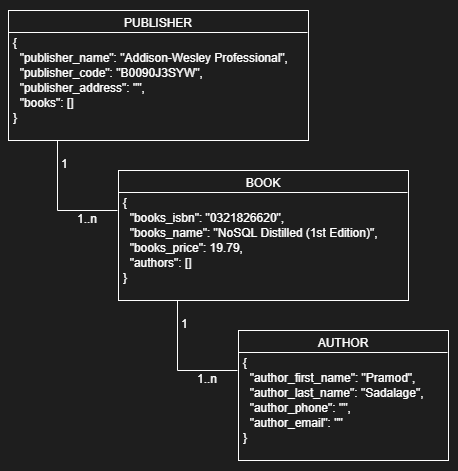 PUBLISHER
{
"publisher_name": "Addison-Wesley Professional",
"publisher_code": "B0090J3SYW",
"publisher_address": "",
"books": []
}
1
1..n
BOOK
{
"books_isbn": "0321826620",
"books_name": "NoSQL Distilled (1st Edition)",
"books_price": 19.79,
"authors": []
}
1
1..n
AUTHOR
{
"author_first_name": "Pramod",
"author_last_name": "Sadalage",
"author_phone": "",
"author_email": ""
}